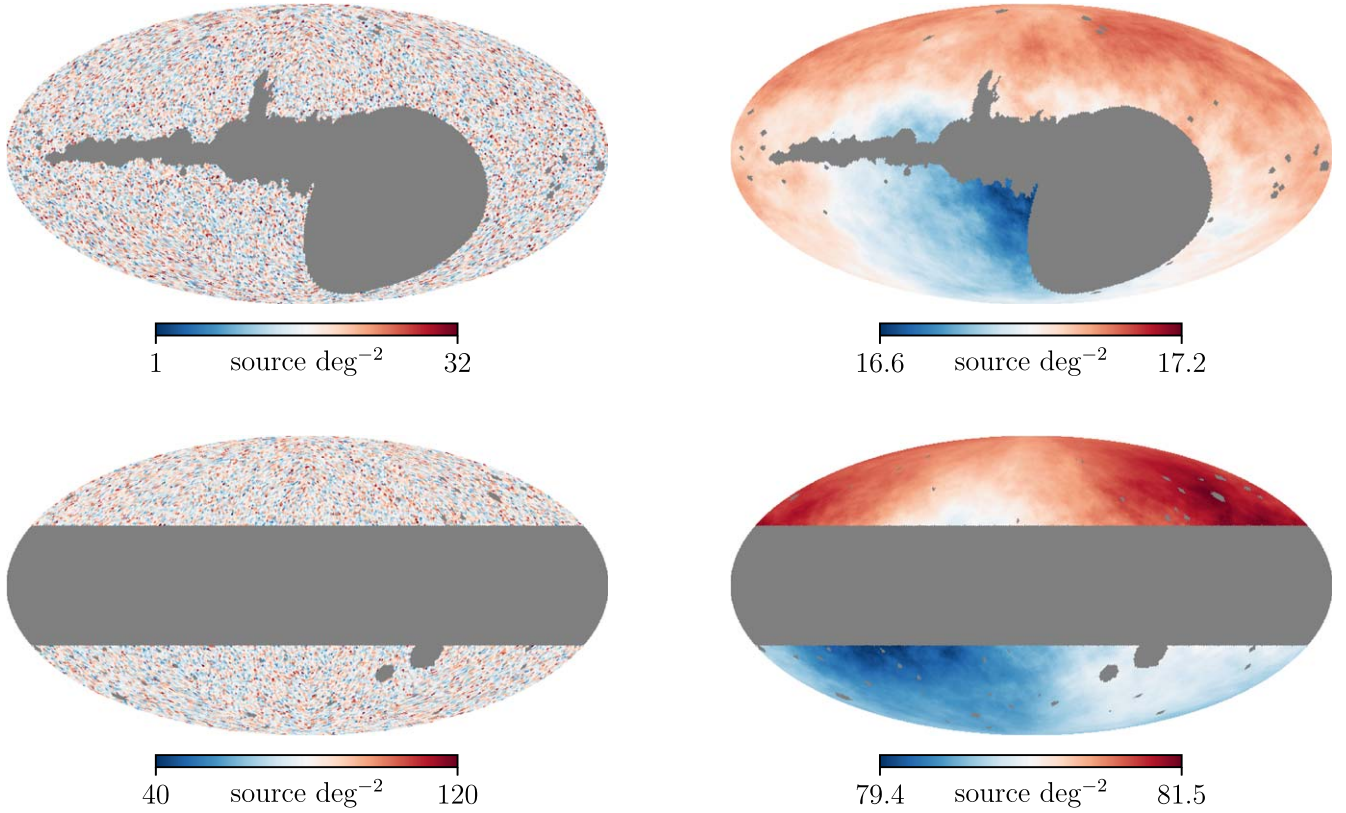 1 source deg⁻² 32
16.6 source deg⁻² 17.2
40 source deg⁻² 120
79.4 source deg⁻² 81.5